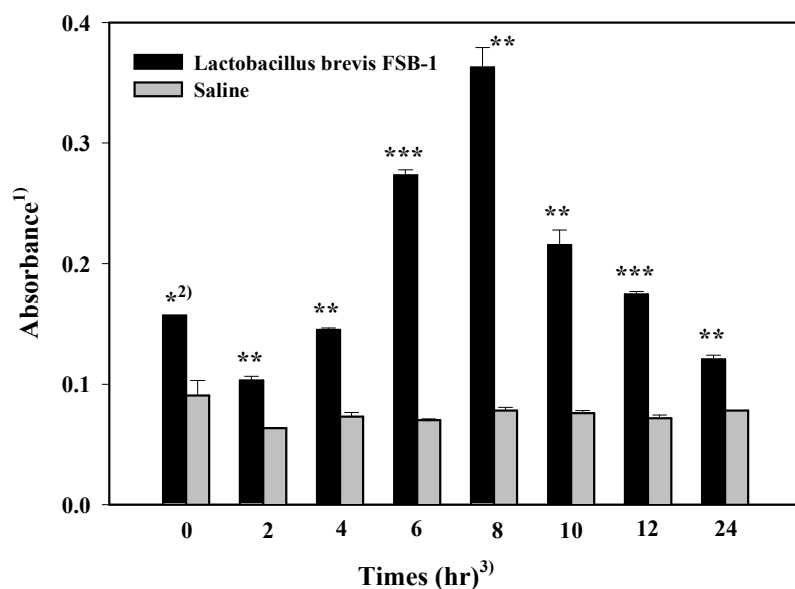 0.4
Lactobacillus brevis FSB-1
**
Saline
0.3
***
**
Absorbance1)
0.2
***
*2)
**
**
**
0.1
0.0
0 2 4 6 8 10 12 24
Times (hr)3)